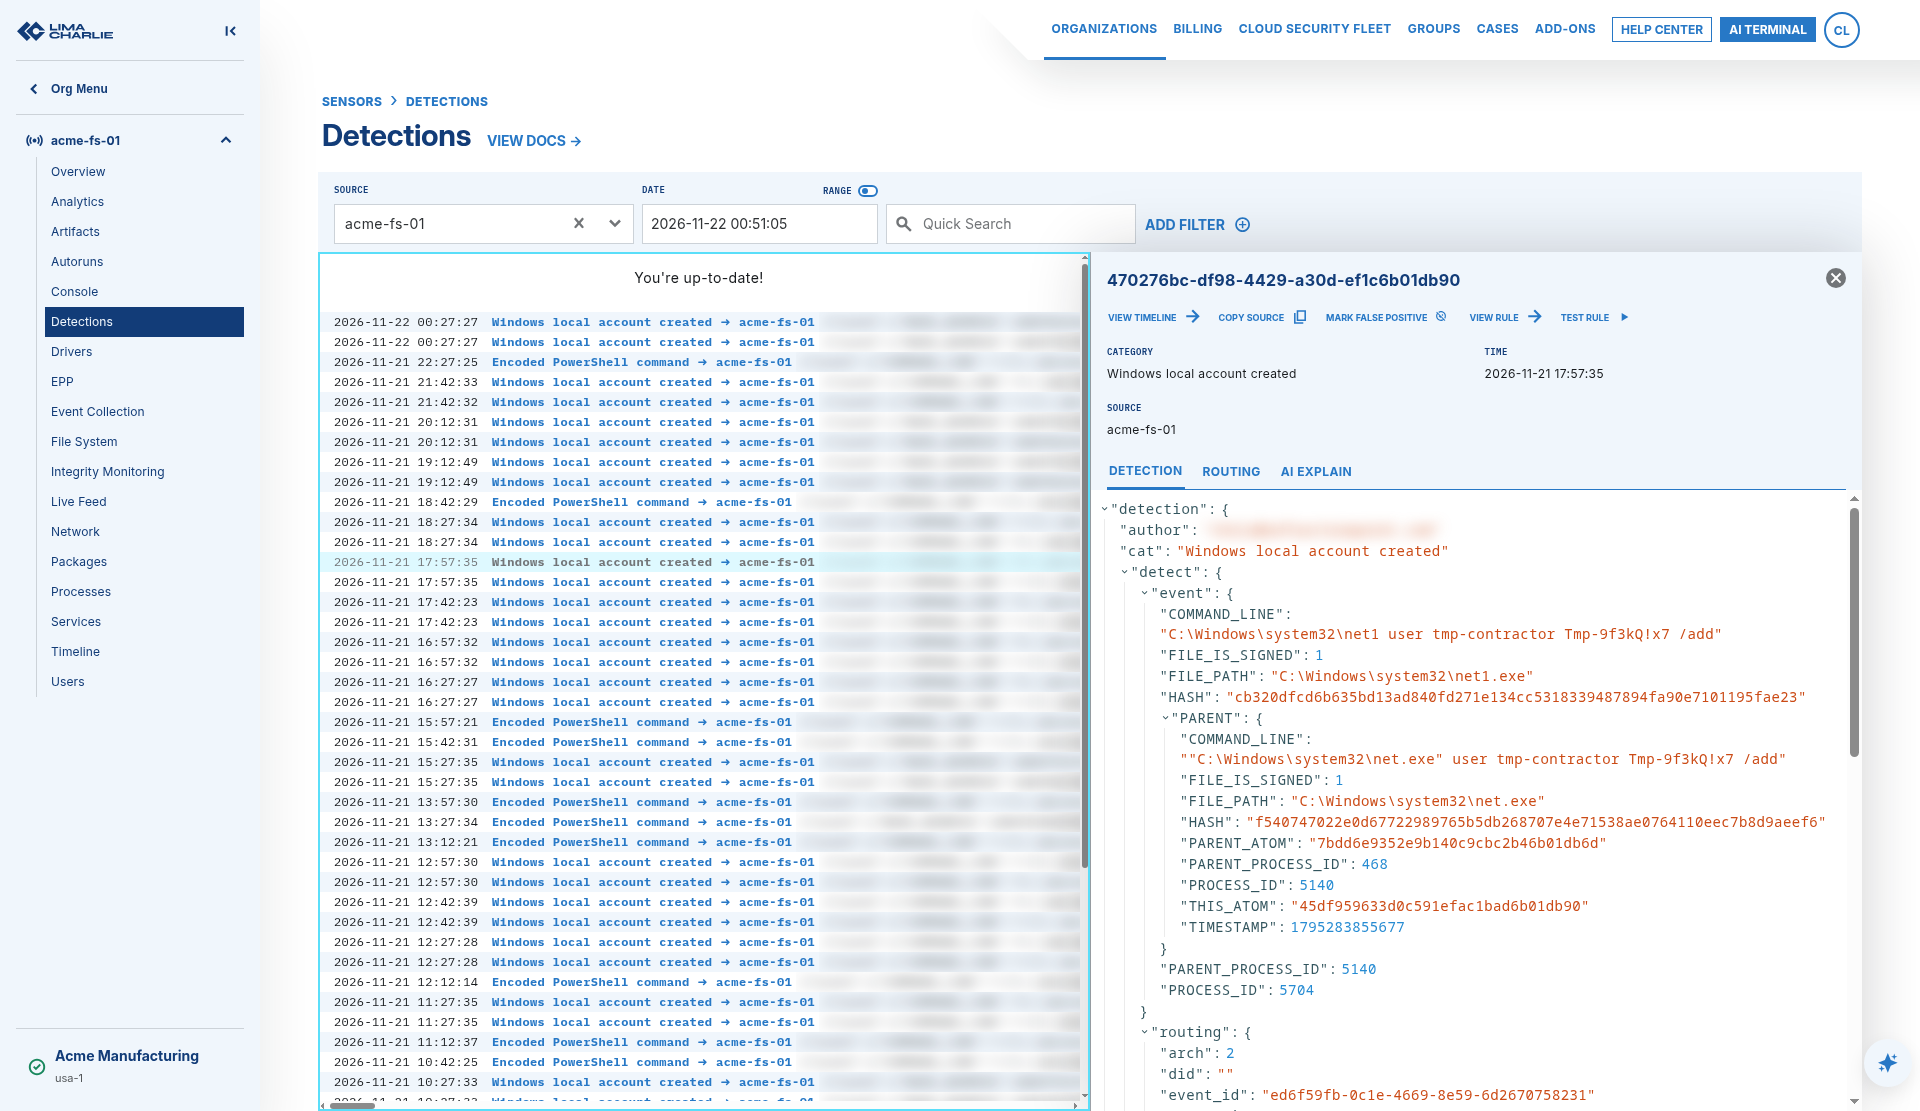 LIMA
CHARLIE
Org Menu
acme-fs-01
Overview
Analytics
Artifacts
Autoruns
Console
Detections
Drivers
EPP
Event Collection
File System
Integrity Monitoring
Live Feed
Network
Packages
Processes
Services
Timeline
Users
Acme Manufacturing
usa-1
ORGANIZATIONS BILLING CLOUD SECURITY FLEET GROUPS CASES ADD-ONS HELP CENTER AI TERMINAL CL
SENSORS > DETECTIONS
Detections VIEW DOCS →
SOURCE DATE RANGE
acme-fs-01 2026-11-22 00:51:05 Quick Search ADD FILTER
You're up-to-date!
2026-11-22 00:27:27 Windows local account created → acme-fs-01
2026-11-22 00:27:27 Windows local account created → acme-fs-01
2026-11-21 22:27:25 Encoded PowerShell command → acme-fs-01
2026-11-21 21:42:33 Windows local account created → acme-fs-01
2026-11-21 21:42:32 Windows local account created → acme-fs-01
2026-11-21 20:12:31 Windows local account created → acme-fs-01
2026-11-21 20:12:31 Windows local account created → acme-fs-01
2026-11-21 19:12:49 Windows local account created → acme-fs-01
2026-11-21 19:12:49 Windows local account created → acme-fs-01
2026-11-21 18:42:29 Encoded PowerShell command → acme-fs-01
2026-11-21 18:27:34 Windows local account created → acme-fs-01
2026-11-21 18:27:34 Windows local account created → acme-fs-01
2026-11-21 17:57:35 Windows local account created → acme-fs-01
2026-11-21 17:57:35 Windows local account created → acme-fs-01
2026-11-21 17:42:23 Windows local account created → acme-fs-01
2026-11-21 17:42:23 Windows local account created → acme-fs-01
2026-11-21 16:57:32 Windows local account created → acme-fs-01
2026-11-21 16:57:32 Windows local account created → acme-fs-01
2026-11-21 16:27:27 Windows local account created → acme-fs-01
2026-11-21 16:27:27 Windows local account created → acme-fs-01
2026-11-21 15:57:21 Encoded PowerShell command → acme-fs-01
2026-11-21 15:42:31 Encoded PowerShell command → acme-fs-01
2026-11-21 15:27:35 Windows local account created → acme-fs-01
2026-11-21 15:27:35 Windows local account created → acme-fs-01
2026-11-21 13:57:30 Encoded PowerShell command → acme-fs-01
2026-11-21 13:27:34 Encoded PowerShell command → acme-fs-01
2026-11-21 13:12:21 Encoded PowerShell command → acme-fs-01
2026-11-21 12:57:30 Windows local account created → acme-fs-01
2026-11-21 12:57:30 Windows local account created → acme-fs-01
2026-11-21 12:42:39 Windows local account created → acme-fs-01
2026-11-21 12:42:39 Windows local account created → acme-fs-01
2026-11-21 12:27:28 Windows local account created → acme-fs-01
2026-11-21 12:27:28 Windows local account created → acme-fs-01
2026-11-21 12:12:14 Encoded PowerShell command → acme-fs-01
2026-11-21 11:27:35 Windows local account created → acme-fs-01
2026-11-21 11:27:35 Windows local account created → acme-fs-01
2026-11-21 11:12:37 Encoded PowerShell command → acme-fs-01
2026-11-21 10:42:25 Encoded PowerShell command → acme-fs-01
2026-11-21 10:27:33 Windows local account created → acme-fs-01
470276bc-df98-4429-a30d-ef1c6b01db90
VIEW TIMELINE → COPY SOURCE MARK FALSE POSITIVE VIEW RULE → TEST RULE
CATEGORY TIME
Windows local account created 2026-11-21 17:57:35
SOURCE
acme-fs-01
DETECTION ROUTING AI EXPLAIN
"detection": {
"author":
"cat": "Windows local account created"
"detect": {
"event": {
"COMMAND_LINE":
"C:\Windows\system32\net1 user tmp-contractor Tmp-9f3kQ!x7 /add"
"FILE_IS_SIGNED": 1
"FILE_PATH": "C:\Windows\system32\net1.exe"
"HASH": "cb320dfcd6b635bd13ad840fd271e134cc5318339487894fa90e7101195fae23"
"PARENT": {
"COMMAND_LINE":
""C:\Windows\system32\net.exe" user tmp-contractor Tmp-9f3kQ!x7 /add"
"FILE_IS_SIGNED": 1
"FILE_PATH": "C:\Windows\system32\net.exe"
"HASH": "f540747022e0d67722989765b5db268707e4e71538ae0764110eec7b8d9aeef6"
"PARENT_ATOM": "7bdd6e9352e9b140c9cbc2b46b01db6d"
"PARENT_PROCESS_ID": 468
"PROCESS_ID": 5140
"THIS_ATOM": "45df959633d0c591efac1bad6b01db90"
"TIMESTAMP": 1795283855677
}
"PARENT_PROCESS_ID": 5140
"PROCESS_ID": 5704
}
"routing": {
"arch": 2
"did": ""
"event_id": "ed6f59fb-0c1e-4669-8e59-6d2670758231"